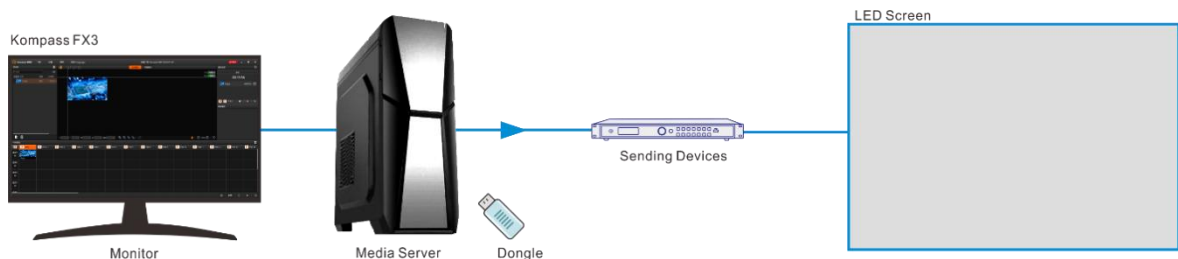 LED Screen
Kompass FX3
Sending Devices
Monitor
Media Server
Dongle